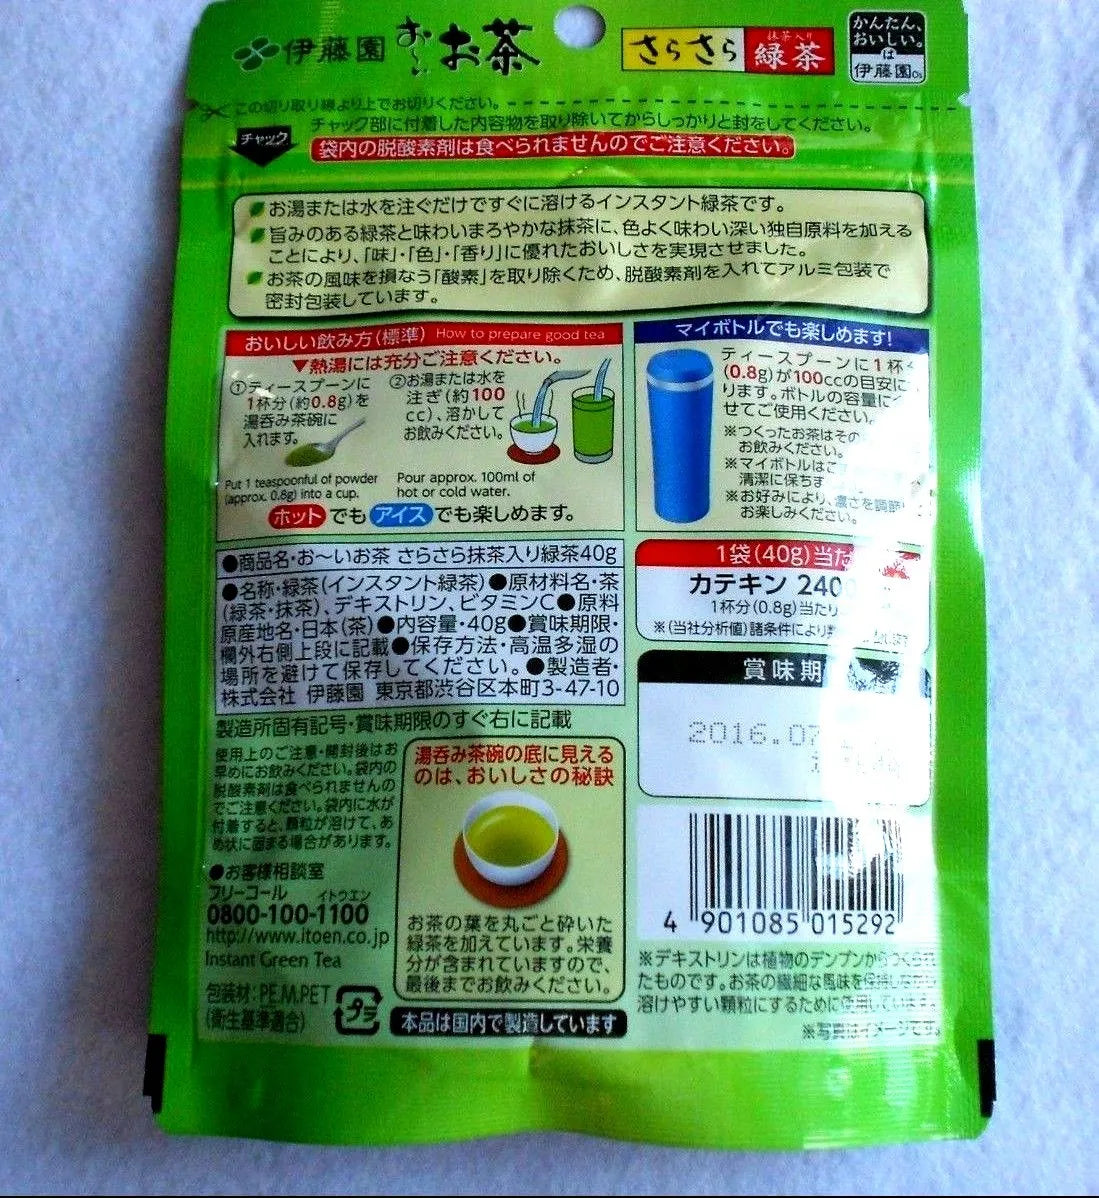 伊藤園 お～いお茶
さらさら 抹茶入り 緑茶
かんたん、
おいしい。
は
伊藤園
この切り取り線より上でお切りください。
チャック
チャック部に付着した内容物を取り除いてからしっかりと封をしてください。
袋内の脱酸素剤は食べられませんのでご注意ください。
お湯または水を注ぐだけですぐに溶けるインスタント緑茶です。
旨みのある緑茶と味わいまろやかな抹茶に、色よく味わい深い独自原料を加える
ことにより、「味」・「色」・「香り」に優れたおいしさを実現させました。
お茶の風味を損なう「酸素」を取り除くため、脱酸素剤を入れてアルミ包装で
密封包装しています。
おいしい飲み方(標準) How to prepare good tea
▼熱湯には充分ご注意ください。
①ティースプーンに
1杯分(約0.8g)を
湯呑み茶碗に
入れます。
②お湯または水を
注ぎ(約100
cc)、溶かして
お飲みください。
Put 1 teaspoonful of powder
(approx. 0.8g) into a cup.
Pour approx. 100ml of
hot or cold water.
ホットでもアイスでも楽しめます。
マイボトルでも楽しめます!
ティースプーンに1杯
(0.8g)が100ccの目安に
ります。ボトルの容量に
せてご使用ください。
※つくったお茶はその
お飲みください。
※マイボトルは
清潔に保ちま
※お好みにより、濃さを調節
お楽しみください。
●商品名・お～いお茶 さらさら抹茶入り緑茶40g
●名称・緑茶(インスタント緑茶)●原材料名・茶
(緑茶・抹茶)、デキストリン、ビタミンC●原料
原産地名・日本(茶)●内容量・40g●賞味期限・
欄外右側上段に記載●保存方法・高温多湿の
場所を避けて保存してください。●製造者・
株式会社 伊藤園 東京都渋谷区本町3-47-10
製造所固有記号・賞味期限のすぐ右に記載
1袋(40g)当た
カテキン 240
1杯分(0.8g)当たり
※(当社分析値)諸条件により
賞味期
2016.07
使用上のご注意・開封後はお
早めにお飲みください。袋内の
脱酸素剤は食べられませんの
でご注意ください。袋内に水が
付着すると、顆粒が溶けて、あ
め状に固まる場合があります。
●お客様相談室
フリーコール イトウエン
0800-100-1100
http://www.itoen.co.jp
Instant Green Tea
包装材:PE,M,PET
(衛生基準適合)
プラ
湯呑み茶碗の底に見える
のは、おいしさの秘訣
お茶の葉を丸ごと砕いた
緑茶を加えています。栄養
分が含まれていますので、
最後までお飲みください。
本品は国内で製造しています
4 901085 015292
※デキストリンは植物のデンプンからつくられ
たものです。お茶の繊細な風味を保持し
溶けやすい顆粒にするために使用しています。
※写真はイメージです。